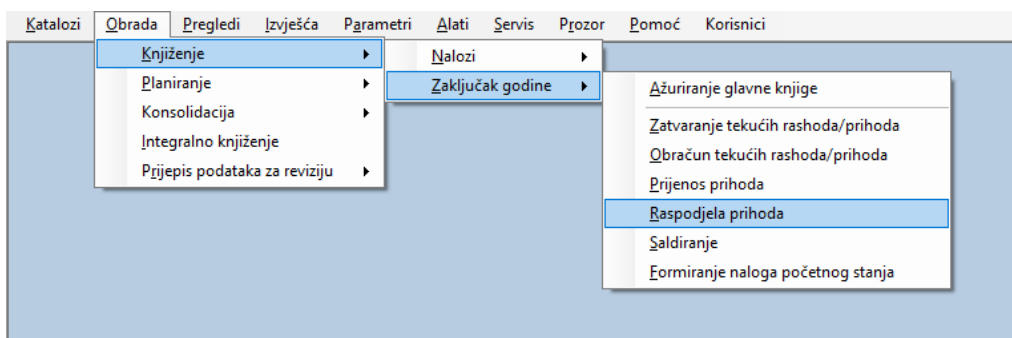 Katalozi Obrada Pregledi Izvješća Parametri Alati Servis Prozor Pomoć Korisnici
Knjiženje
Planiranje
Konsolidacija
Integralno knjiženje
Prijepis podataka za reviziju
Nalozi
Zaključak godine
Ažuriranje glavne knjige
Zatvaranje tekućih rashoda/prihoda
Obračun tekućih rashoda/prihoda
Prijenos prihoda
Raspodjela prihoda
Saldiranje
Formiranje naloga početnog stanja